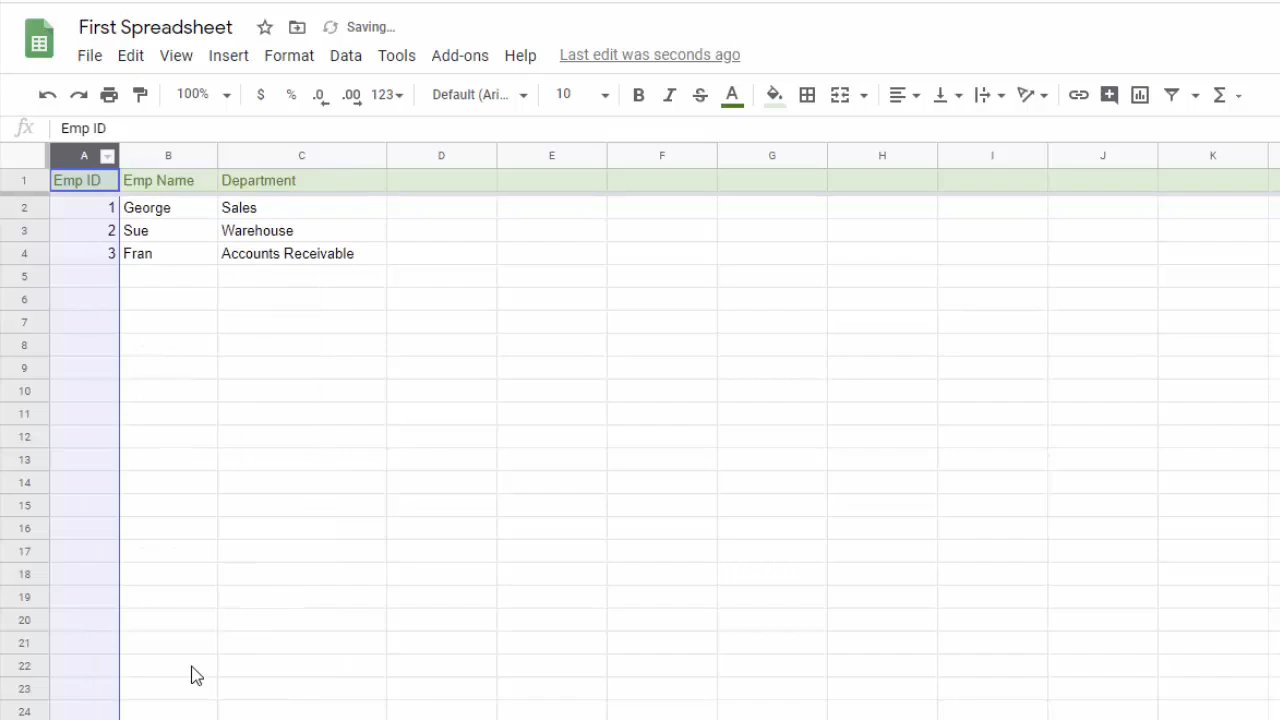 First Spreadsheet Saving...
File Edit View Insert Format Data Tools Add-ons Help Last edit was seconds ago
100% $ % .0 .00 123 Default (Ari... 10 B I S A Σ
fx Emp ID
A B C D E F G H I J K
1 Emp ID Emp Name Department
2 1 George Sales
3 2 Sue Warehouse
4 3 Fran Accounts Receivable
5
6
7
8
9
10
11
12
13
14
15
16
17
18
19
20
21
22
23
24